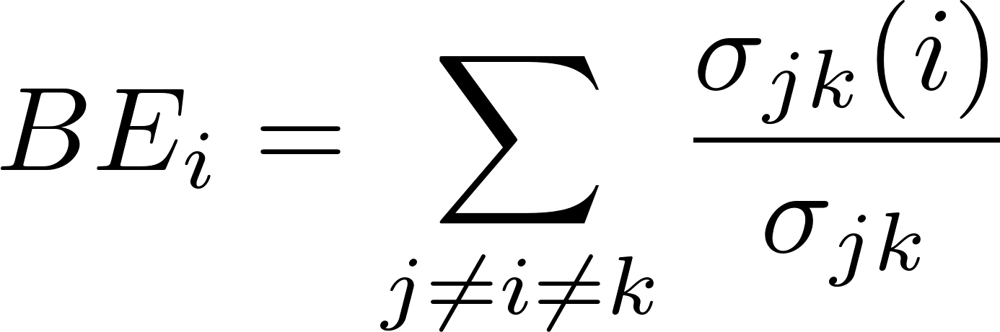 $BE_i = \sum_{j \neq i \neq k} \frac{\sigma_{jk}(i)}{\sigma_{jk}}$